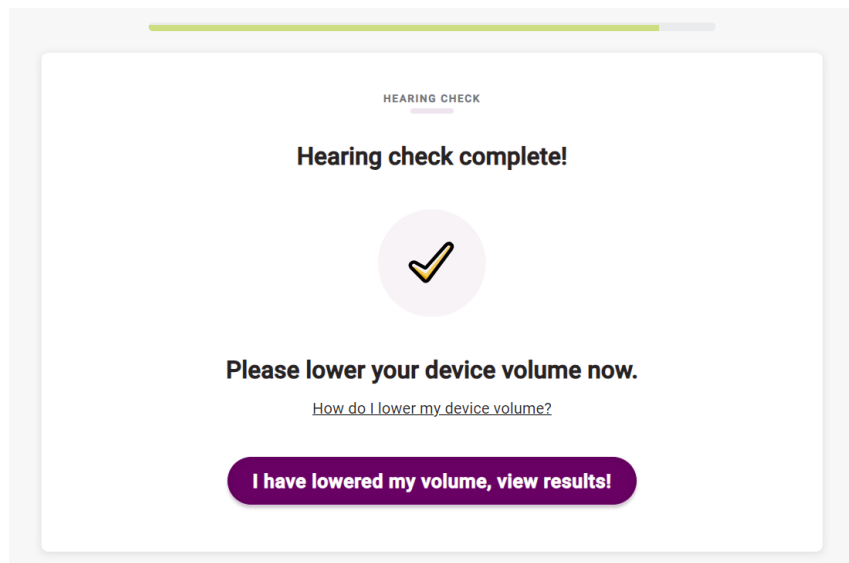 HEARING CHECK
Hearing check complete!
Please lower your device volume now.
How do I lower my device volume?
I have lowered my volume, view results!